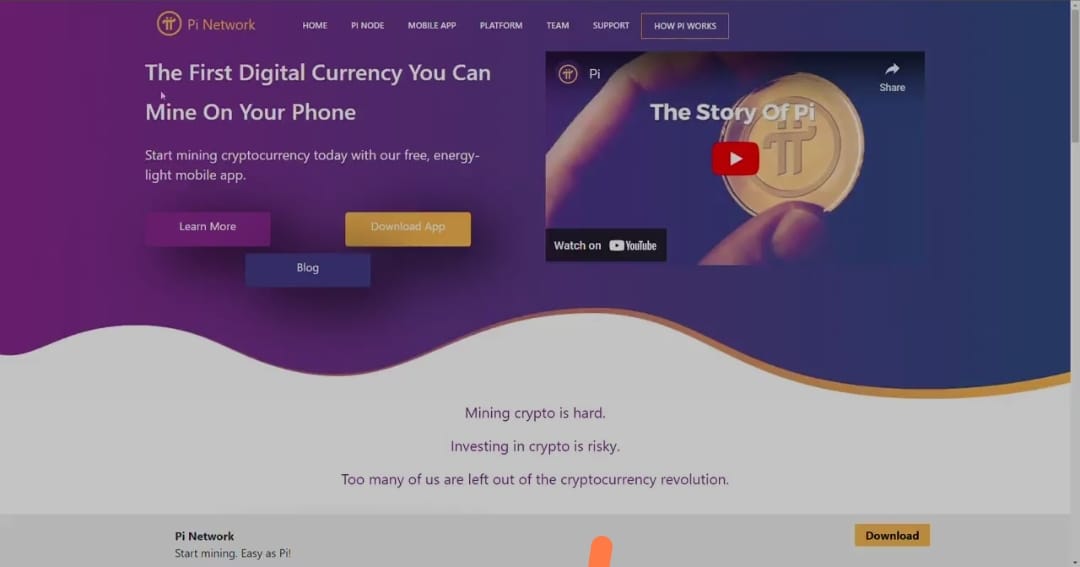 Pi Network
HOME
PI NODE
MOBILE APP
PLATFORM
TEAM
SUPPORT
HOW PI WORKS
The First Digital Currency You Can
Mine On Your Phone
Start mining cryptocurrency today with our free, energy-
light mobile app.
Learn More
Download App
Blog
Pi
Share
The Story Of Pi
Watch on YouTube
Mining crypto is hard.
Investing in crypto is risky.
Too many of us are left out of the cryptocurrency revolution.
Pi Network
Start mining. Easy as Pi!
Download